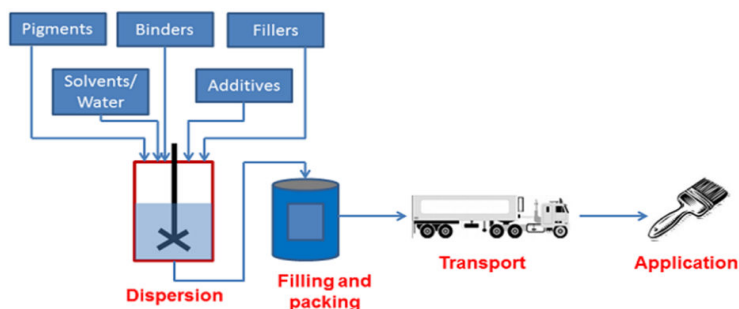 Pigments
Binders
Fillers
Solvents/
Water
Additives
Dispersion
Filling and
packing
Transport
Application